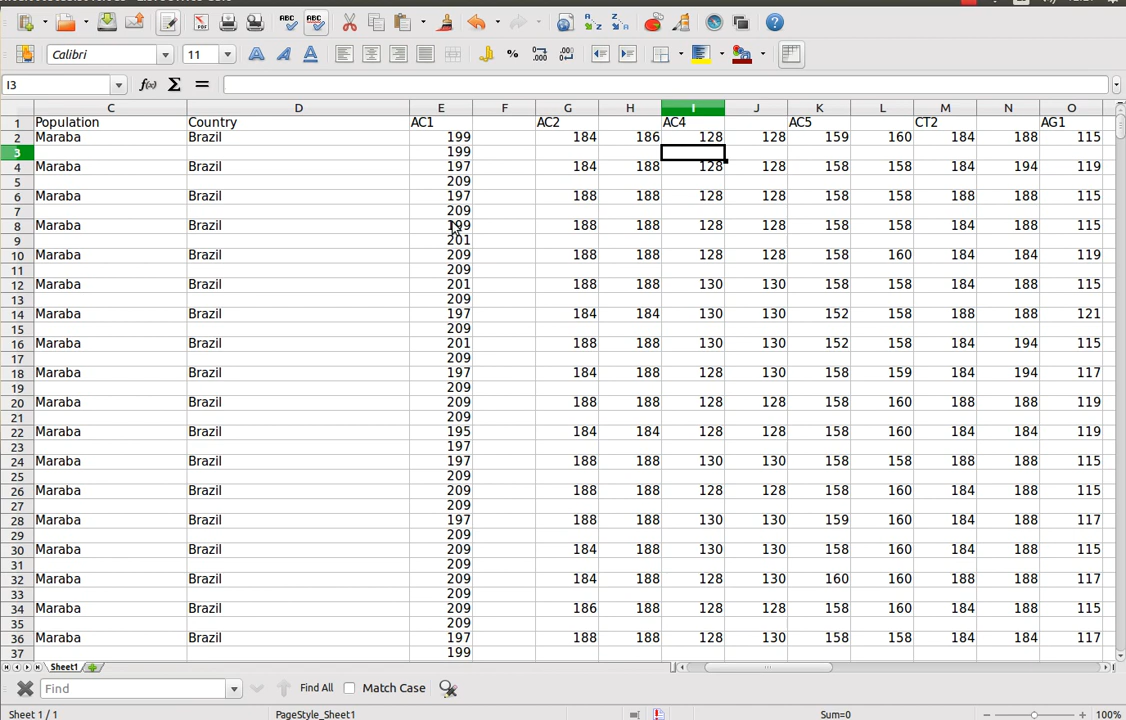 Calibri 11 %
I3 f(x) Σ =
C D E F G H I J K L M N O
1 Population Country AC1 AC2 AC4 AC5 CT2 AG1
2 Maraba Brazil 199 184 186 128 128 159 160 184 188 115
3 199
4 Maraba Brazil 197 184 188 128 128 158 158 184 194 119
5 209
6 Maraba Brazil 197 188 188 128 128 158 158 188 188 115
7 209
8 Maraba Brazil 199 188 188 128 128 158 158 184 188 115
9 201
10 Maraba Brazil 209 188 188 128 128 158 160 184 184 119
11 209
12 Maraba Brazil 201 188 188 130 130 158 158 184 188 115
13 209
14 Maraba Brazil 197 184 184 130 130 152 158 188 188 121
15 209
16 Maraba Brazil 201 188 188 130 130 152 158 184 194 115
17 209
18 Maraba Brazil 197 184 188 128 130 158 159 184 194 117
19 209
20 Maraba Brazil 209 188 188 128 128 158 160 188 188 119
21 209
22 Maraba Brazil 195 184 184 128 128 158 160 184 184 119
23 197
24 Maraba Brazil 197 188 188 130 130 158 158 188 188 115
25 209
26 Maraba Brazil 209 188 188 128 128 158 160 184 188 115
27 209
28 Maraba Brazil 197 188 188 130 130 159 160 184 188 117
29 209
30 Maraba Brazil 209 184 188 130 130 158 160 184 188 115
31 209
32 Maraba Brazil 209 184 188 128 130 160 160 188 188 117
33 209
34 Maraba Brazil 209 186 188 128 128 158 160 184 188 115
35 209
36 Maraba Brazil 197 188 188 128 130 158 158 184 184 117
37 199
Sheet1
Find Find All Match Case
Sheet 1 / 1 PageStyle_Sheet1 Sum=0 100%